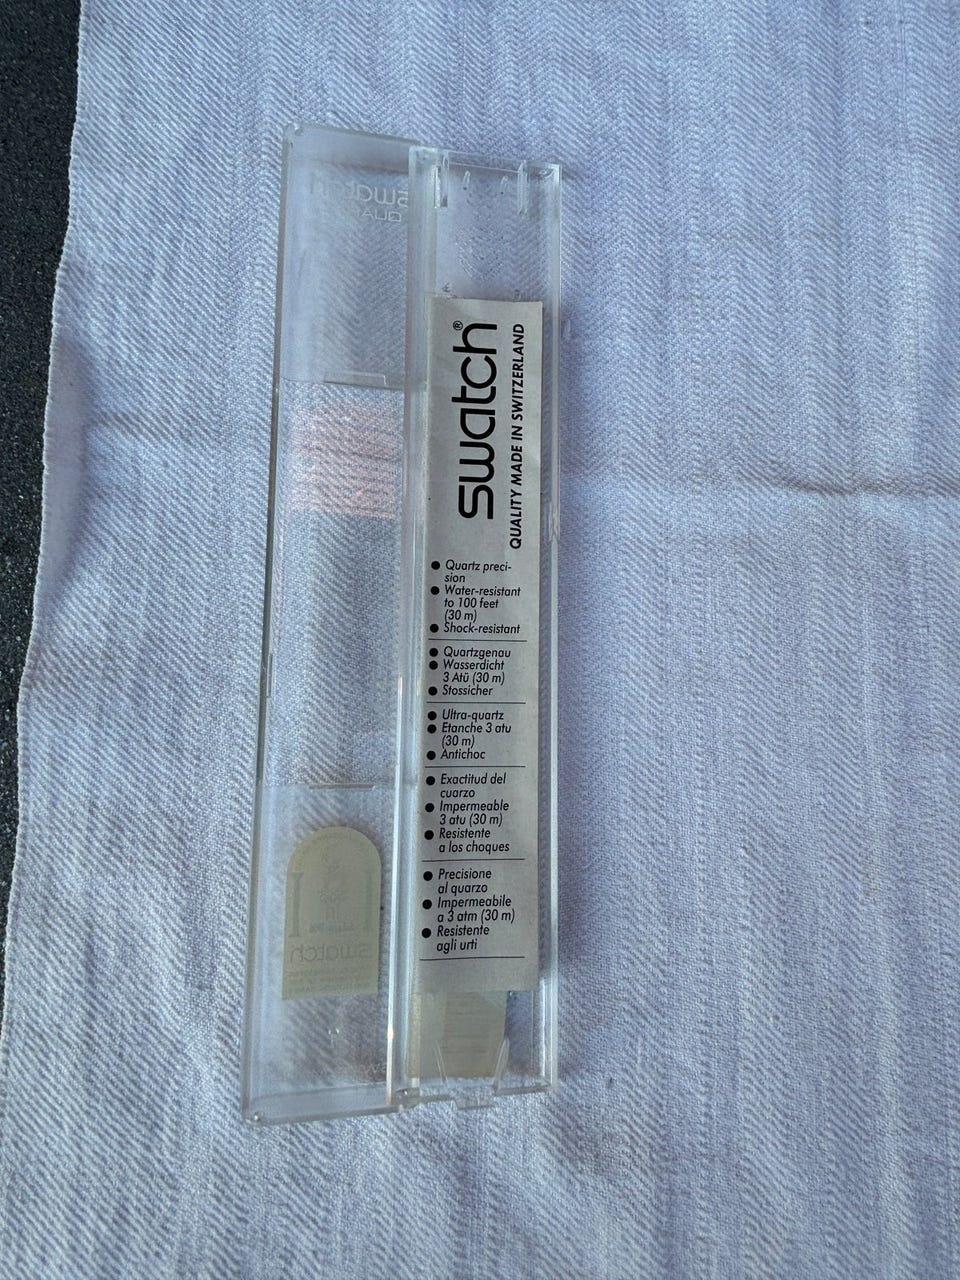 swatch®
QUALITY MADE IN SWITZERLAND
● Quartz preci-
sion
● Water-resistant
to 100 feet
(30 m)
● Shock-resistant
● Quartzgenau
● Wasserdicht
3 Atü (30 m)
● Stossicher
● Ultra-quartz
● Etanche 3 atu
(30 m)
● Antichoc
● Exactitud del
cuarzo
● Impermeable
3 atu (30 m)
● Resistente
a los choques
● Precisione
al quarzo
● Impermeabile
a 3 atm (30 m)
● Resistente
agli urti
swatch
swatch